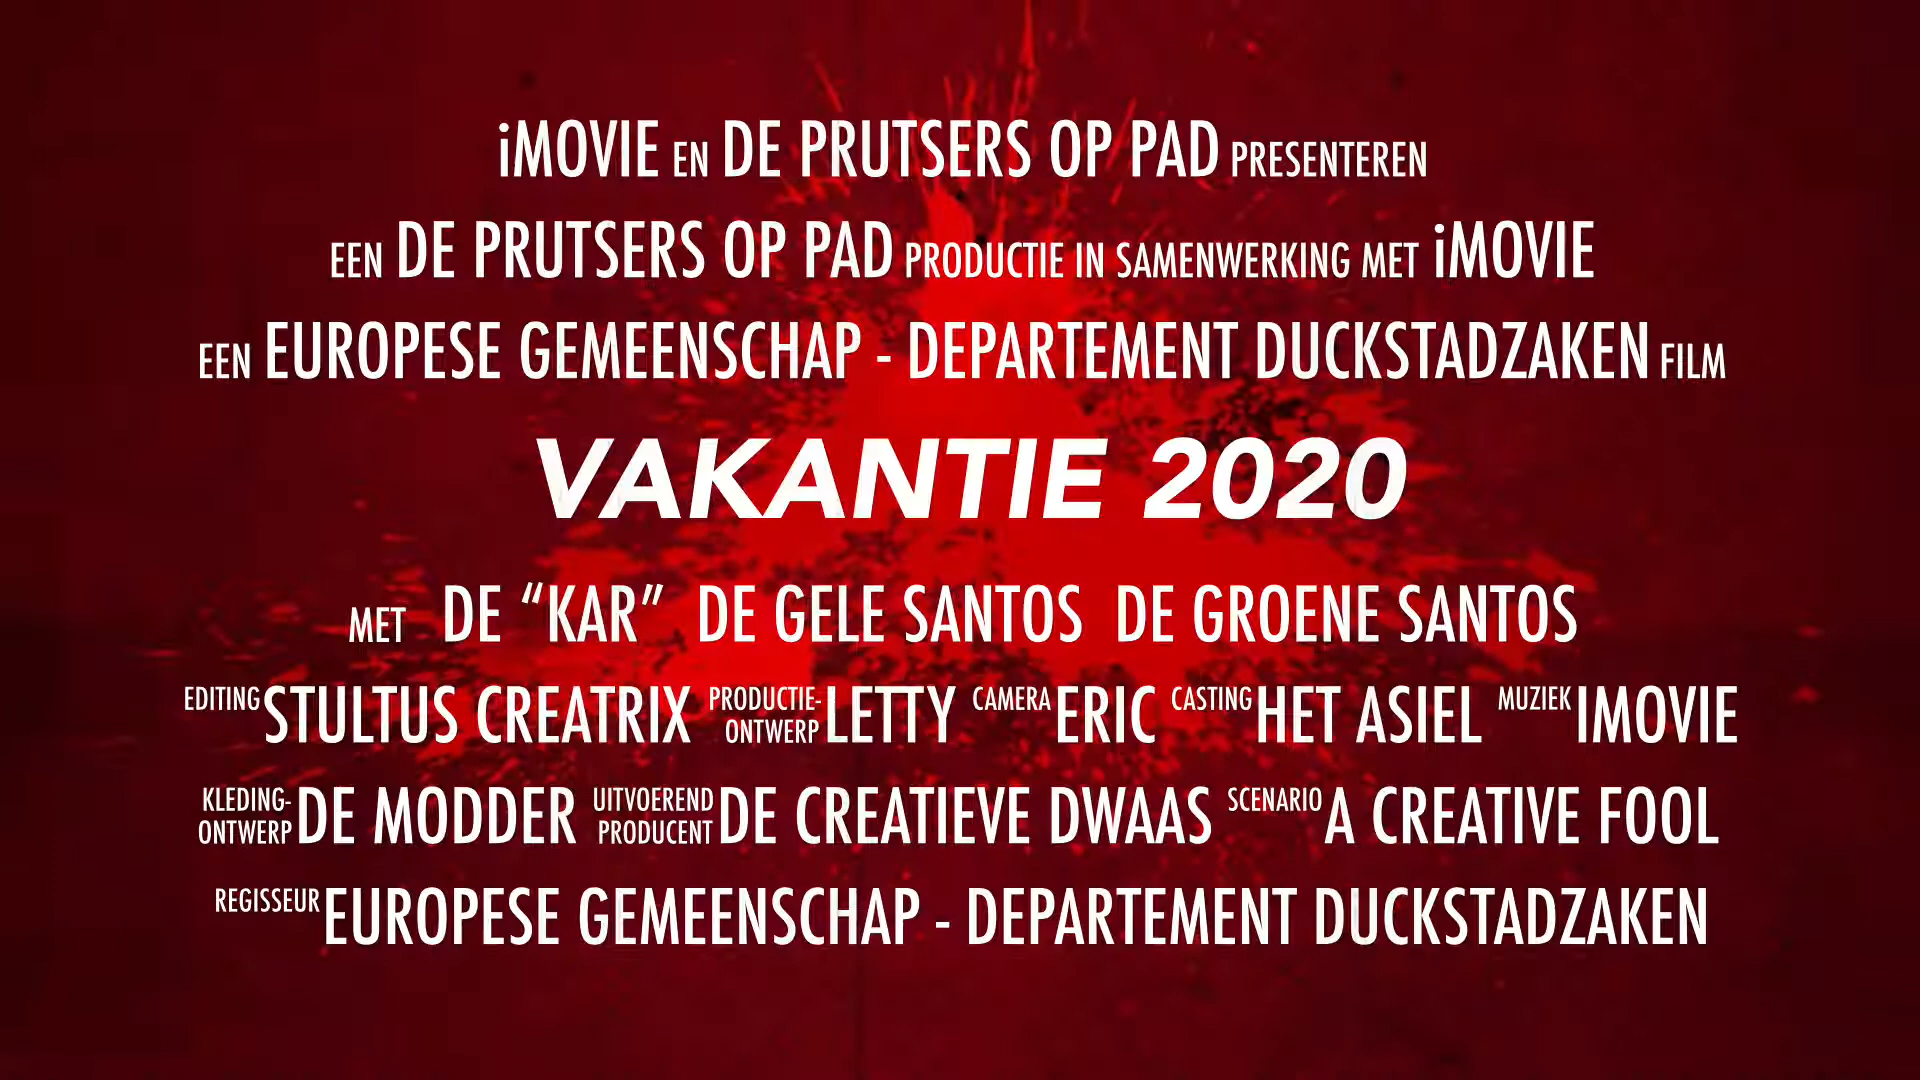 iMOVIE EN DE PRUTSERS OP PAD PRESENTEREN
EEN DE PRUTSERS OP PAD PRODUCTIE IN SAMENWERKING MET iMOVIE
EEN EUROPESE GEMEENSCHAP - DEPARTEMENT DUCKSTADZAKEN FILM
VAKANTIE 2020
MET DE “KAR” DE GELE SANTOS DE GROENE SANTOS
EDITING STULTUS CREATRIX PRODUCTIE-ONTWERP LETTY CAMERA ERIC CASTING HET ASIEL MUZIEK IMOVIE
KLEDING-ONTWERP DE MODDER UITVOEREND PRODUCENT DE CREATIEVE DWAAS SCENARIO A CREATIVE FOOL
REGISSEUR EUROPESE GEMEENSCHAP - DEPARTEMENT DUCKSTADZAKEN